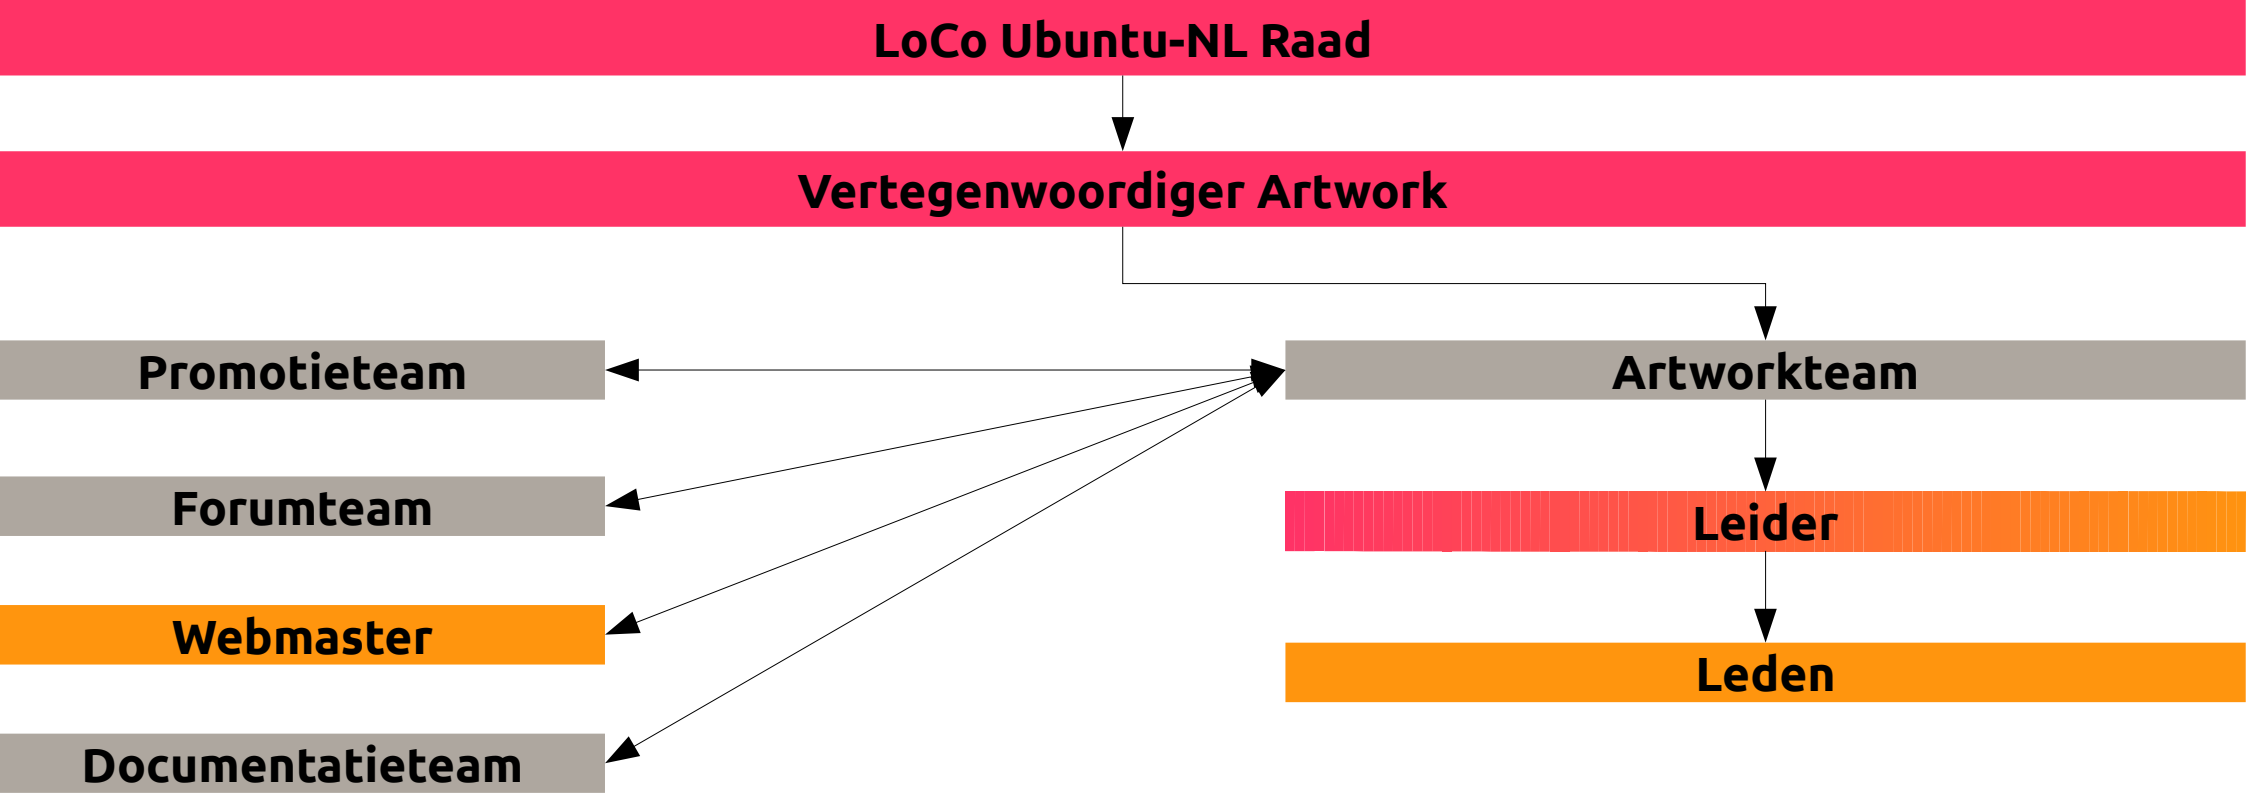 LoCo Ubuntu-NL Raad
Vertegenwoordiger Artwork
Promotieteam
Artworkteam
Forumteam
Leider
Webmaster
Leden
Documentatieteam